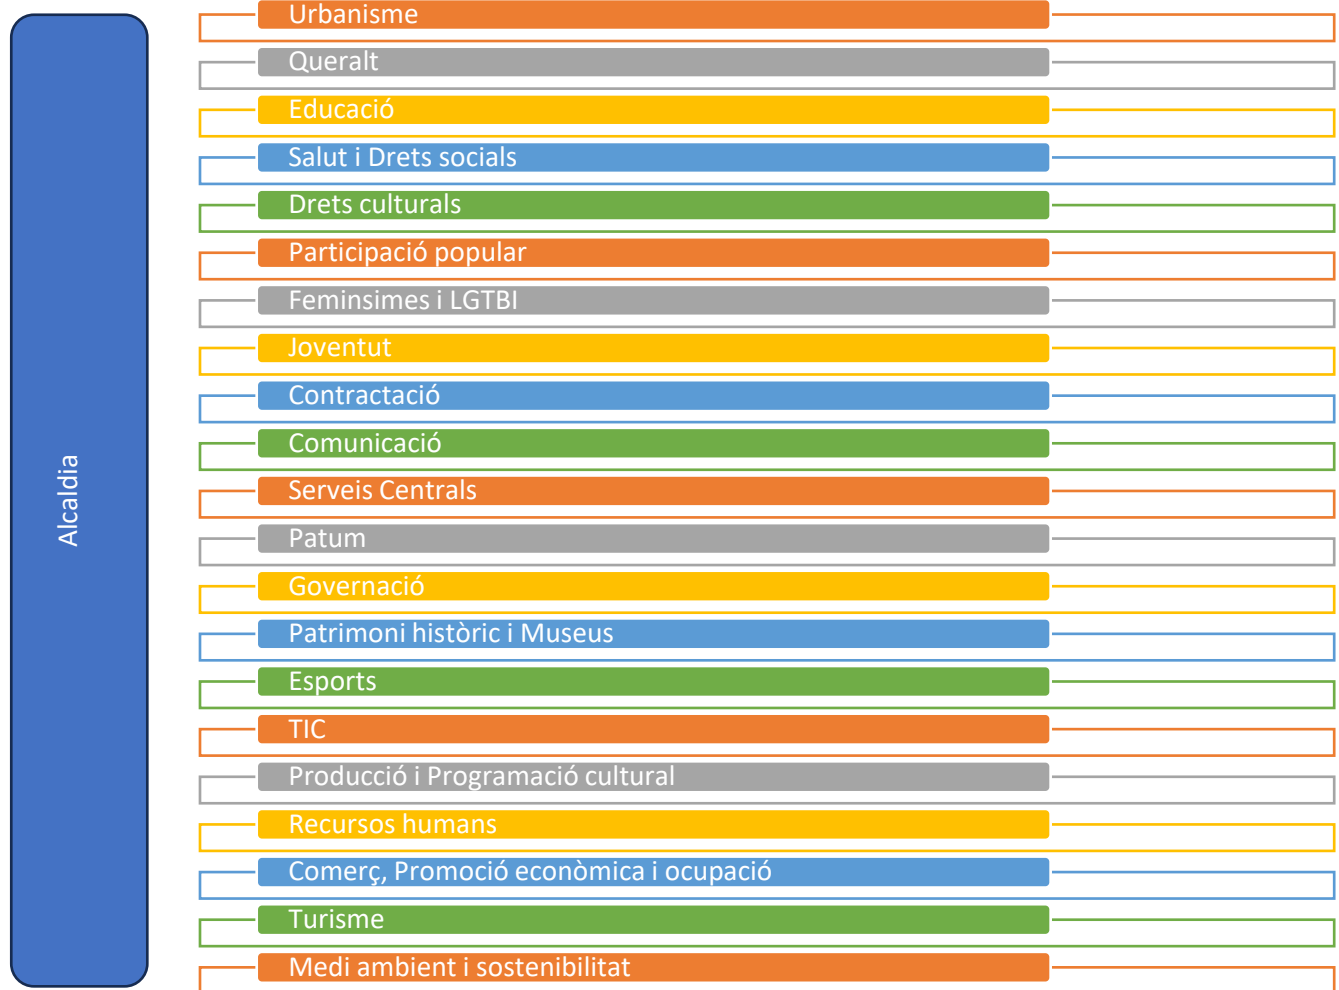 Alcaldia
Urbanisme
Queralt
Educació
Salut i Drets socials
Drets culturals
Participació popular
Feminsimes i LGTBI
Joventut
Contractació
Comunicació
Serveis Centrals
Patum
Governació
Patrimoni històric i Museus
Esports
TIC
Producció i Programació cultural
Recursos humans
Comerç, Promoció econòmica i ocupació
Turisme
Medi ambient i sostenibilitat